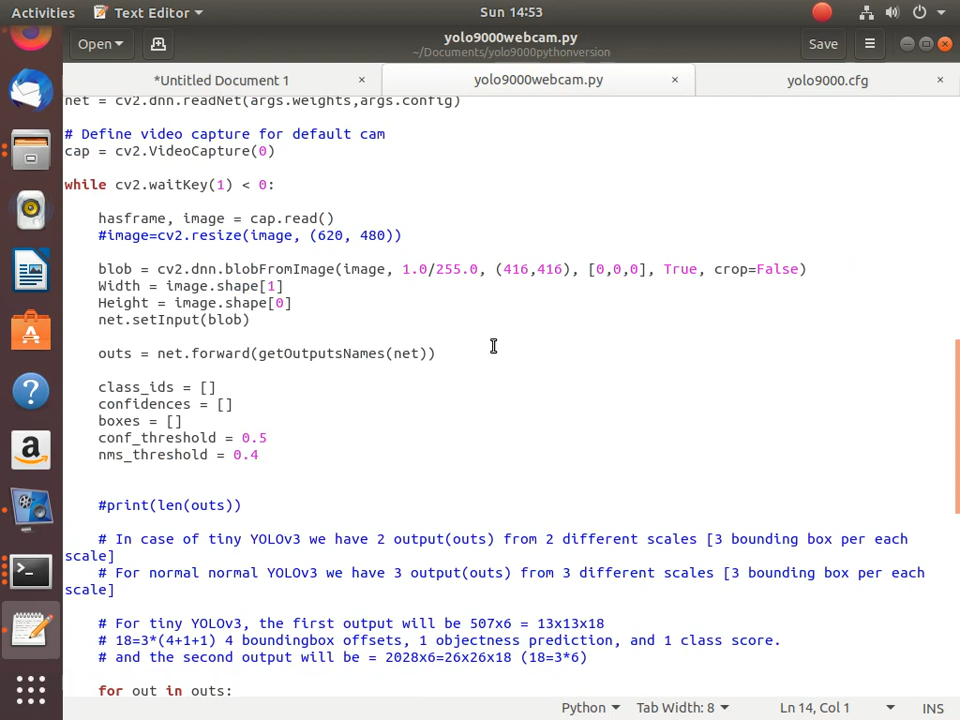 Activities Text Editor Sun 14:53
Open yolo9000webcam.py Save
~/Documents/yolo9000pythonversion
*Untitled Document 1 × yolo9000webcam.py × yolo9000.cfg ×
net = cv2.dnn.readNet(args.weights,args.config)
# Define video capture for default cam
cap = cv2.VideoCapture(0)
while cv2.waitKey(1) < 0:
hasframe, image = cap.read()
#image=cv2.resize(image, (620, 480))
blob = cv2.dnn.blobFromImage(image, 1.0/255.0, (416,416), [0,0,0], True, crop=False)
Width = image.shape[1]
Height = image.shape[0]
net.setInput(blob)
outs = net.forward(getOutputsNames(net))
class_ids = []
confidences = []
boxes = []
conf_threshold = 0.5
nms_threshold = 0.4
#print(len(outs))
# In case of tiny YOLOv3 we have 2 output(outs) from 2 different scales [3 bounding box per each
scale]
# For normal normal YOLOv3 we have 3 output(outs) from 3 different scales [3 bounding box per each
scale]
# For tiny YOLOv3, the first output will be 507x6 = 13x13x18
# 18=3*(4+1+1) 4 boundingbox offsets, 1 objectness prediction, and 1 class score.
# and the second output will be = 2028x6=26x26x18 (18=3*6)
for out in outs:
Python Tab Width: 8 Ln 14, Col 1 INS